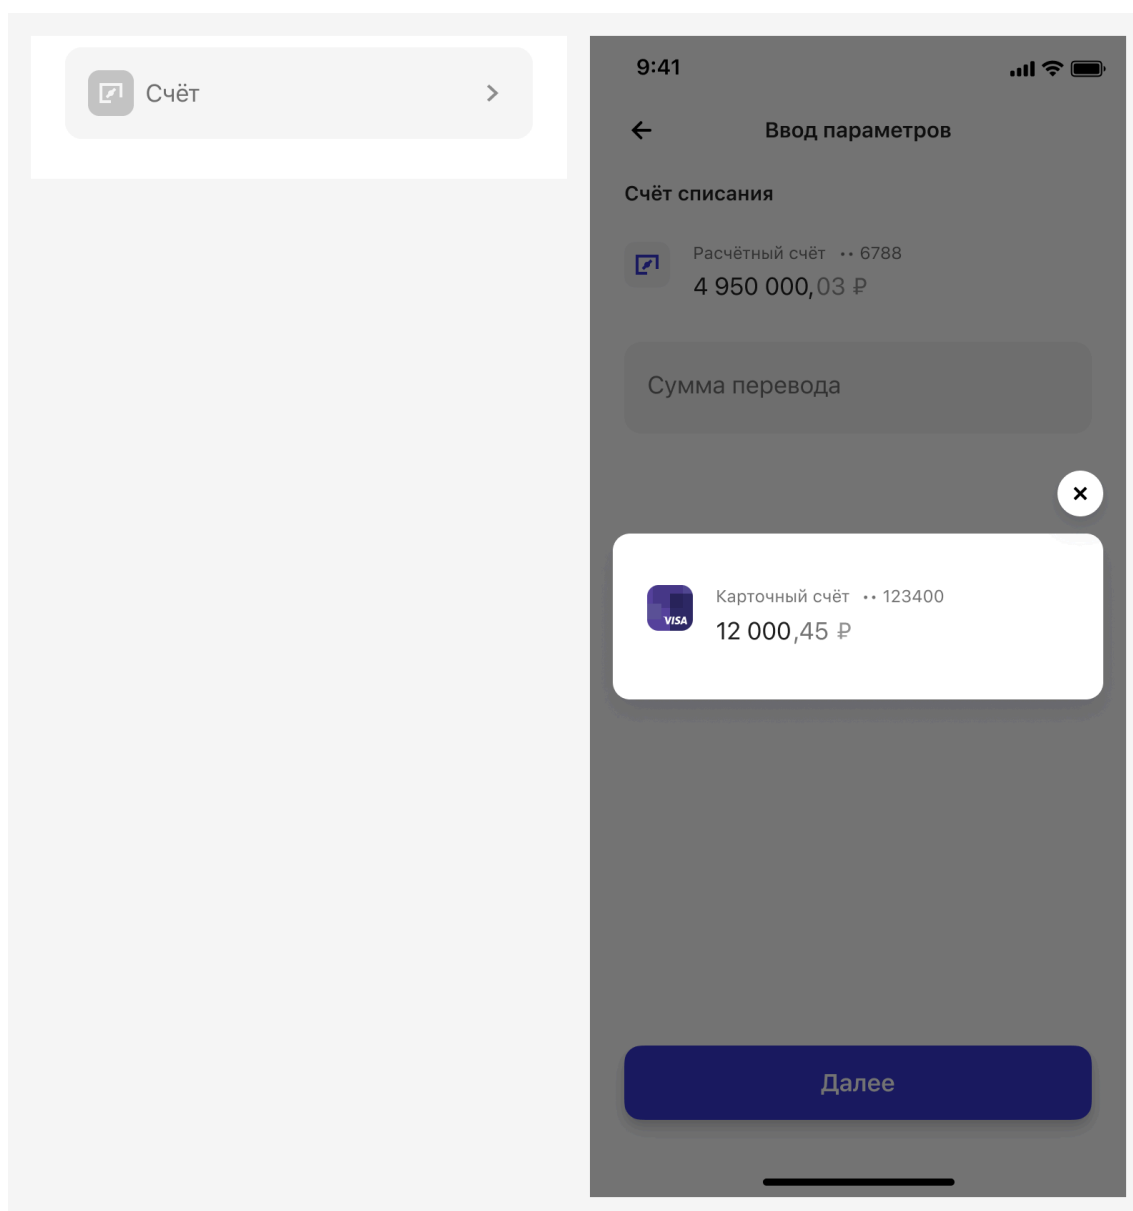 Счёт
9:41
Ввод параметров
Счёт списания
Расчётный счёт •• 6788
4 950 000,03 ₽
Сумма перевода
VISA
Карточный счёт •• 123400
12 000,45 ₽
Далее